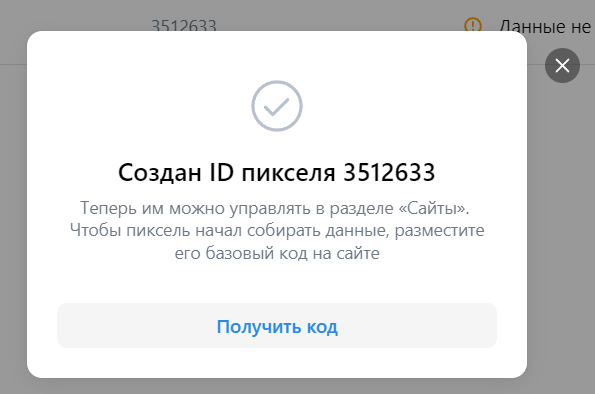 3512633
Данные не
Создан ID пикселя 3512633
Теперь им можно управлять в разделе «Сайты».
Чтобы пиксель начал собирать данные, разместите
его базовый код на сайте
Получить код